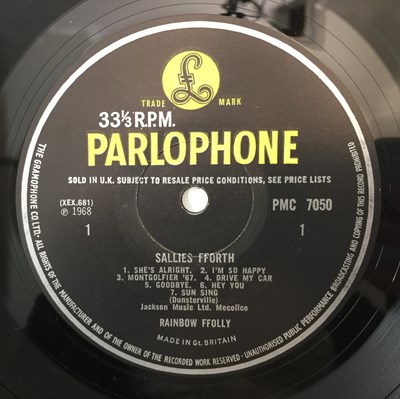 £
TRADE MARK
33⅓ R.P.M.
PARLOPHONE
SOLD IN U.K. SUBJECT TO RESALE PRICE CONDITIONS, SEE PRICE LISTS
(XEX.681)
℗ 1968
PMC 7050
1
1
SALLIES FFORTH
1. SHE'S ALRIGHT. 2. I'M SO HAPPY
3. MONTGOLFIER '67. 4. DRIVE MY CAR
5. GOODBYE. 6. HEY YOU
7. SUN SING
(Dunsterville)
Jackson Music Ltd. Mecolico
RAINBOW FFOLLY
MADE IN Gt. BRITAIN
THE GRAMOPHONE CO LTD· ALL RIGHTS OF THE MANUFACTURER AND OF THE OWNER OF THE RECORDED WORK RESERVED · UNAUTHORISED PUBLIC PERFORMANCE BROADCASTING AND COPYING OF THIS RECORD PROHIBITED